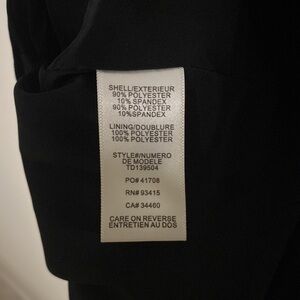 SHELL/EXTERIEUR
90% POLYESTER
10% SPANDEX
90% POLYESTER
10%SPANDEX
LINING/DOUBLURE
100% POLYESTER
100% POLYESTER
STYLE#/NUMERO
DE MODELE
TD139504
PO# 41708
RN# 93415
CA# 34460
CARE ON REVERSE
ENTRETIEN AU DOS